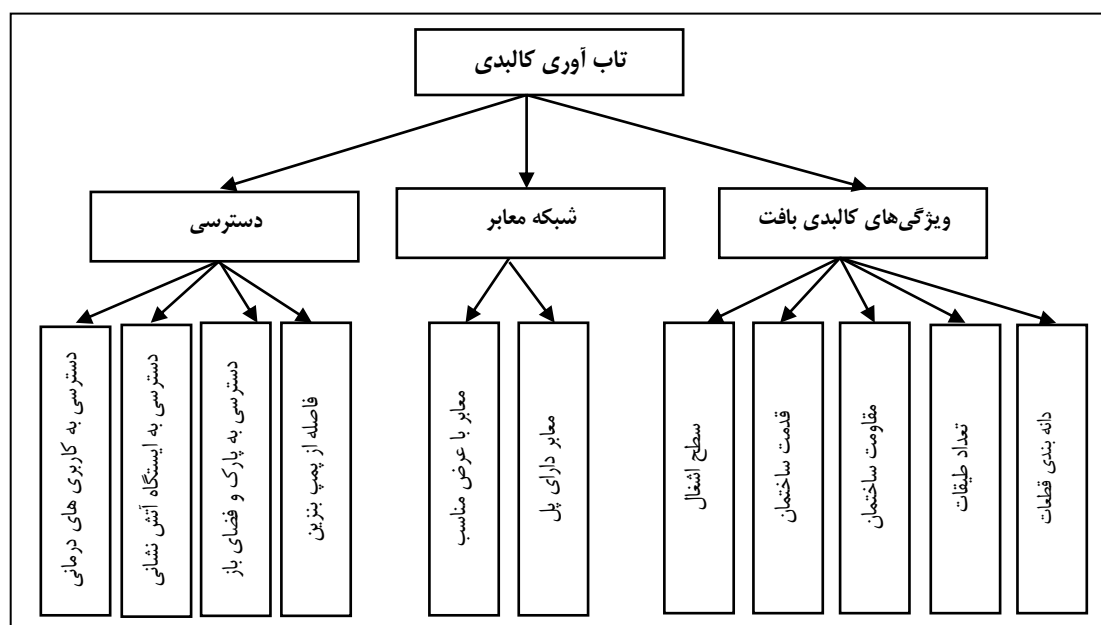 تاب آوری کالبدی
ویژگی‌های کالبدی بافت
شبکه معابر
دسترسی
دانه بندی قطعات
تعداد طبقات
مقاومت ساختمان
قدمت ساختمان
سطح اشغال
معابر دارای پل
معابر با عرض مناسب
فاصله از پمپ بنزین
دسترسی به پارک و فضای باز
دسترسی به ایستگاه آتش نشانی
دسترسی به کاربری های درمانی